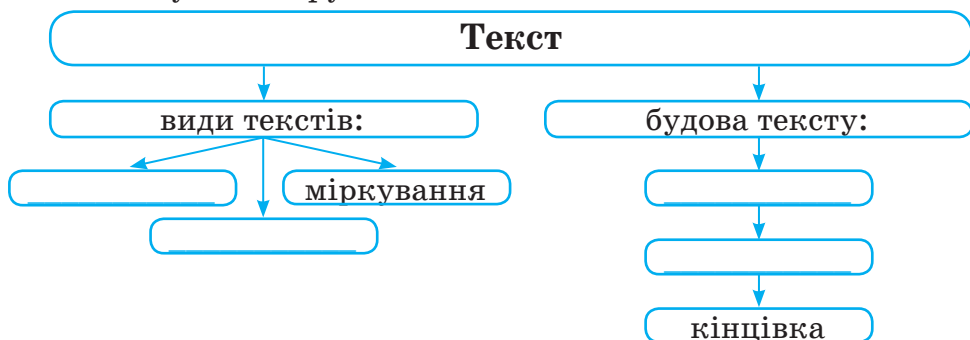 Текст
види текстів:
будова тексту:
міркування
кінцівка